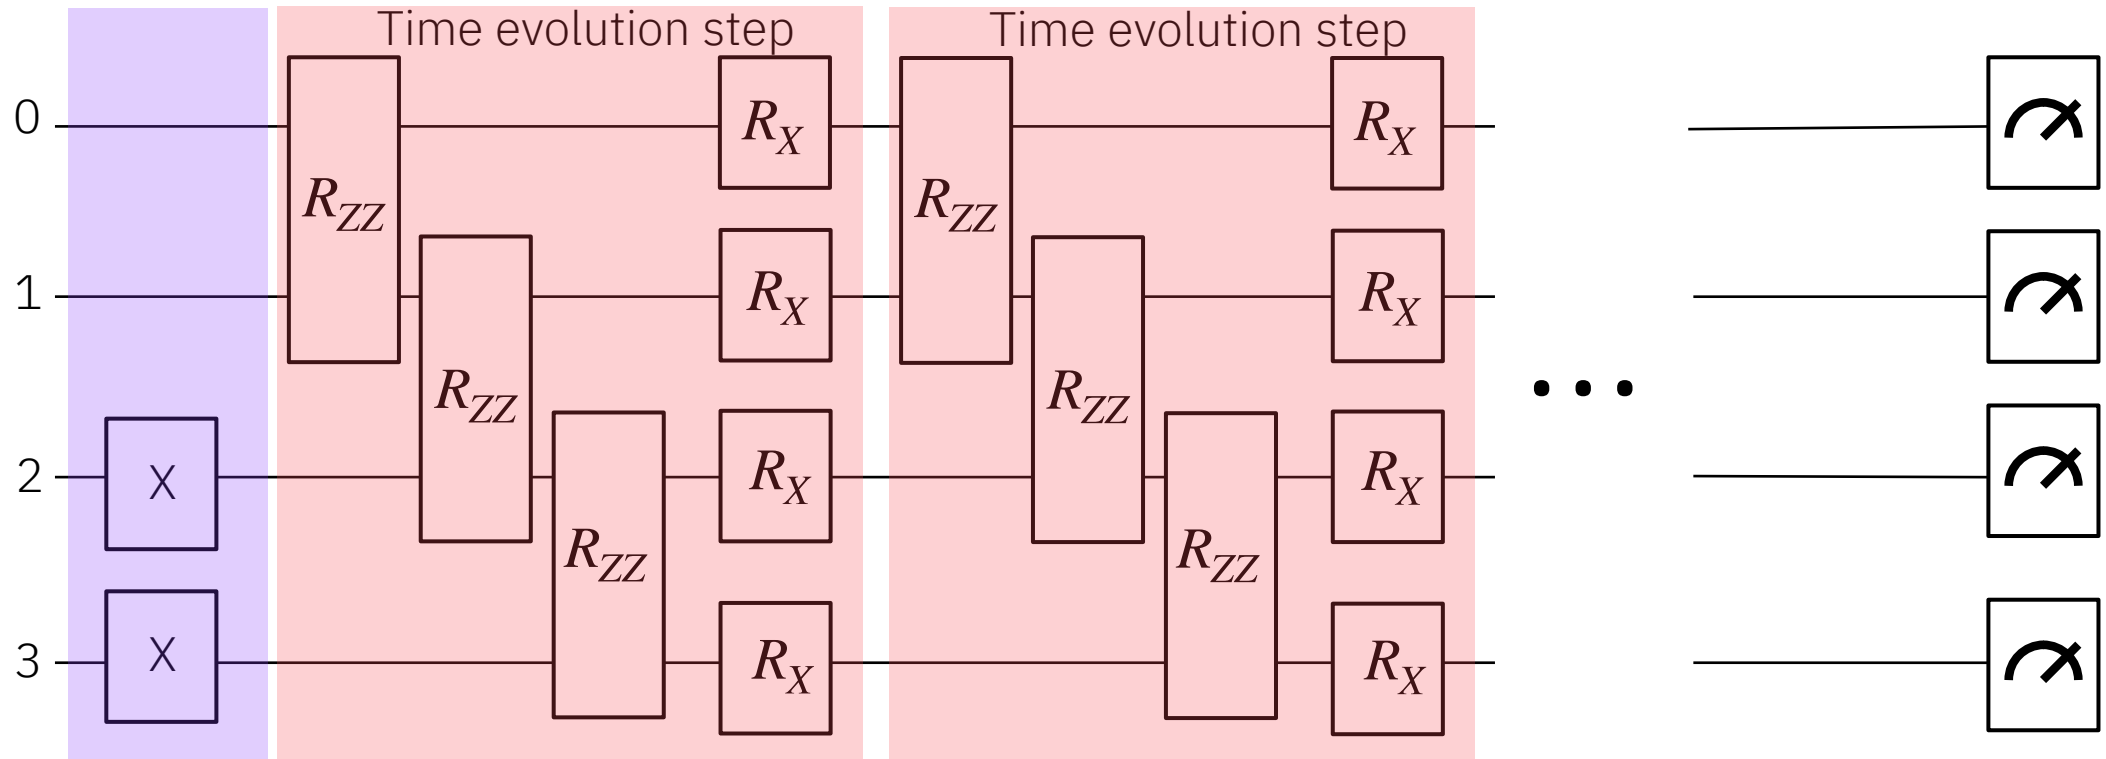 Time evolution step Time evolution step
0 R_X R_X
R_ZZ R_ZZ
1 R_X R_X
R_ZZ R_ZZ
2 X R_X R_X
R_ZZ R_ZZ
3 X R_X R_X